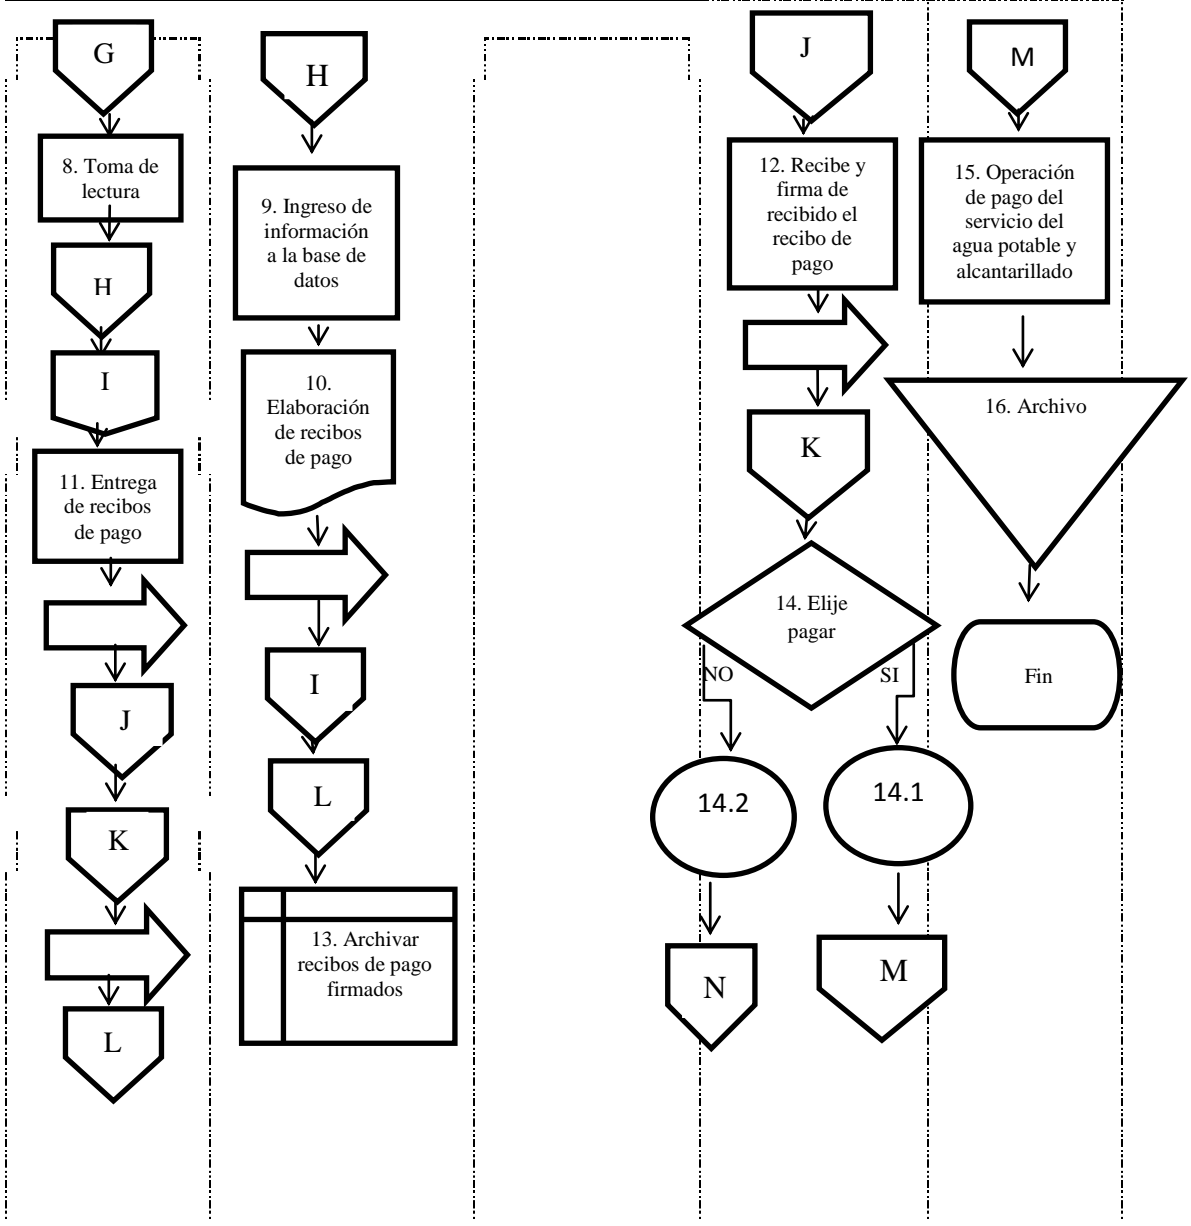 G
8. Toma de
lectura
H
I
11. Entrega
de recibos
de pago
J
K
L
H
9. Ingreso de
información
a la base de
datos
10.
Elaboración
de recibos
de pago
I
L
13. Archivar
recibos de pago
firmados
J
12. Recibe y
firma de
recibido el
recibo de
pago
K
14. Elije
pagar
NO
SI
14.2
14.1
N
M
M
15. Operación
de pago del
servicio del
agua potable y
alcantarillado
16. Archivo
Fin